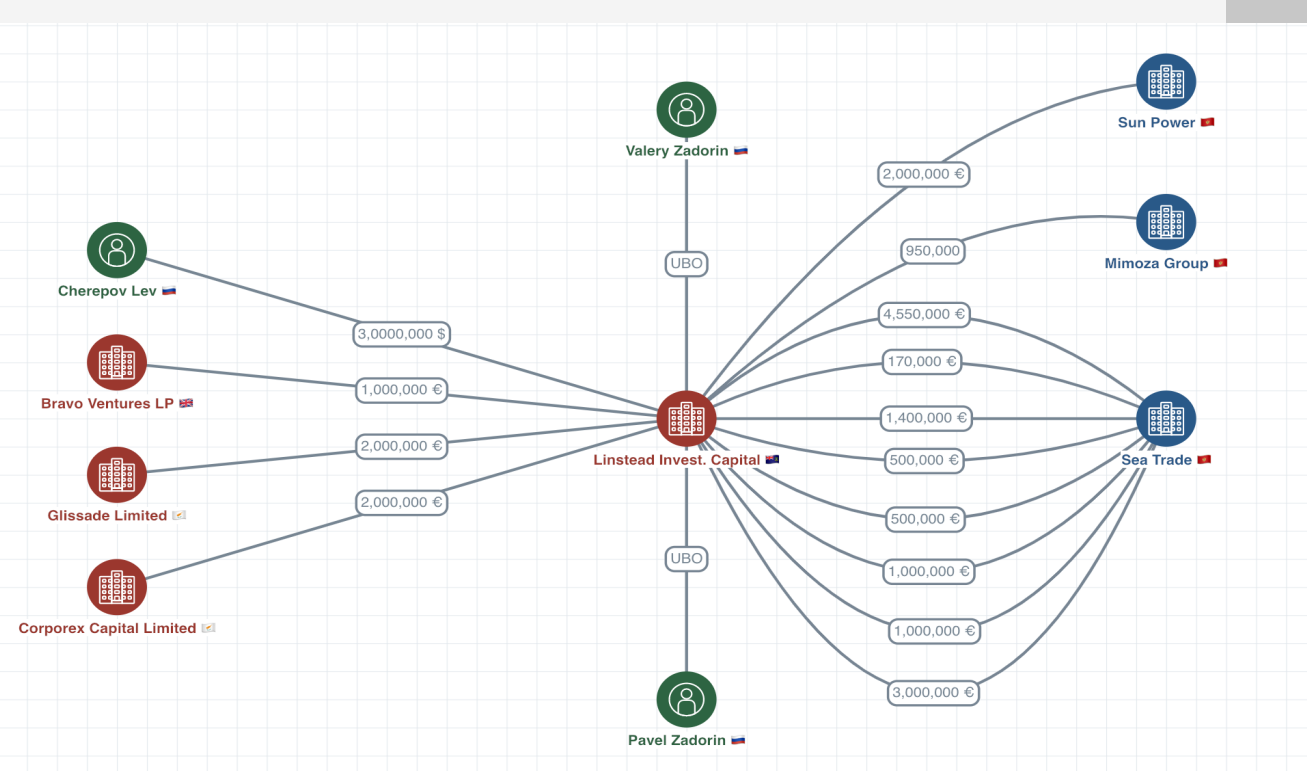 Sun Power
Valery Zadorin
2,000,000 €
Mimoza Group
950,000
UBO
Cherepov Lev
4,550,000 €
3,0000,000 $
170,000 €
1,000,000 €
Bravo Ventures LP
1,400,000 €
2,000,000 €
Linstead Invest. Capital
500,000 €
Sea Trade
2,000,000 €
Glissade Limited
500,000 €
UBO
1,000,000 €
Corporex Capital Limited
1,000,000 €
3,000,000 €
Pavel Zadorin